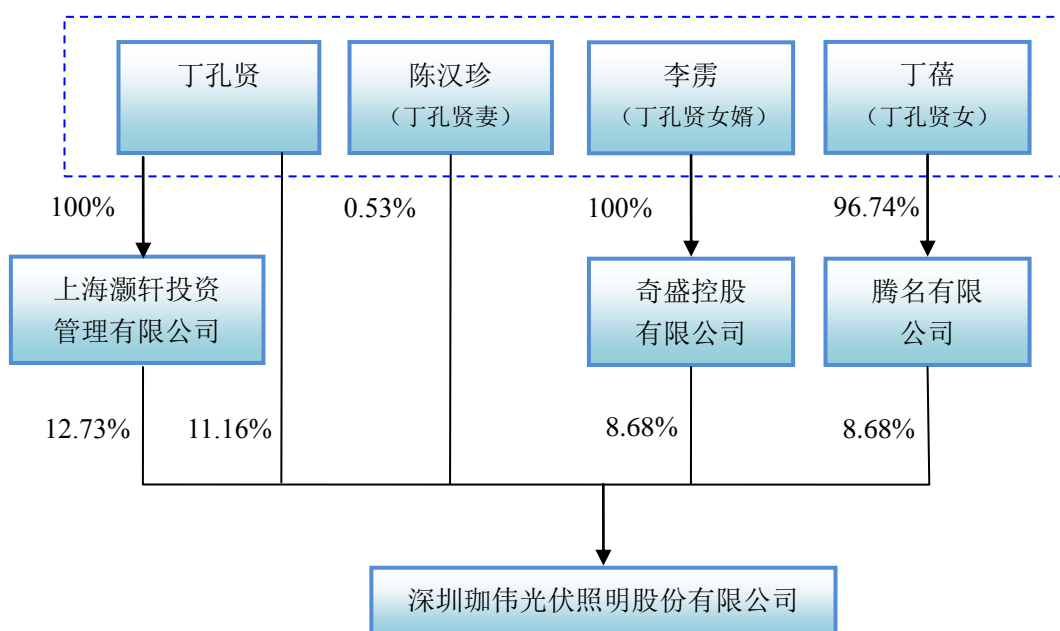 丁孔贤
陈汉珍
（丁孔贤妻）
李雳
（丁孔贤女婿）
丁蓓
（丁孔贤女）
100%
0.53%
100%
96.74%
上海灏轩投资
管理有限公司
奇盛控股
有限公司
腾名有限
公司
12.73%
11.16%
8.68%
8.68%
深圳珈伟光伏照明股份有限公司